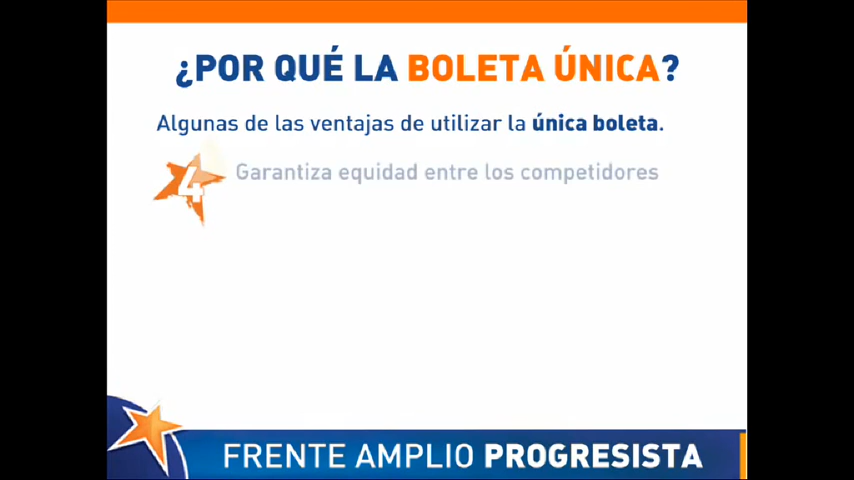 ¿POR QUÉ LA BOLETA ÚNICA?
Algunas de las ventajas de utilizar la única boleta.
4 Garantiza equidad entre los competidores
FRENTE AMPLIO PROGRESISTA